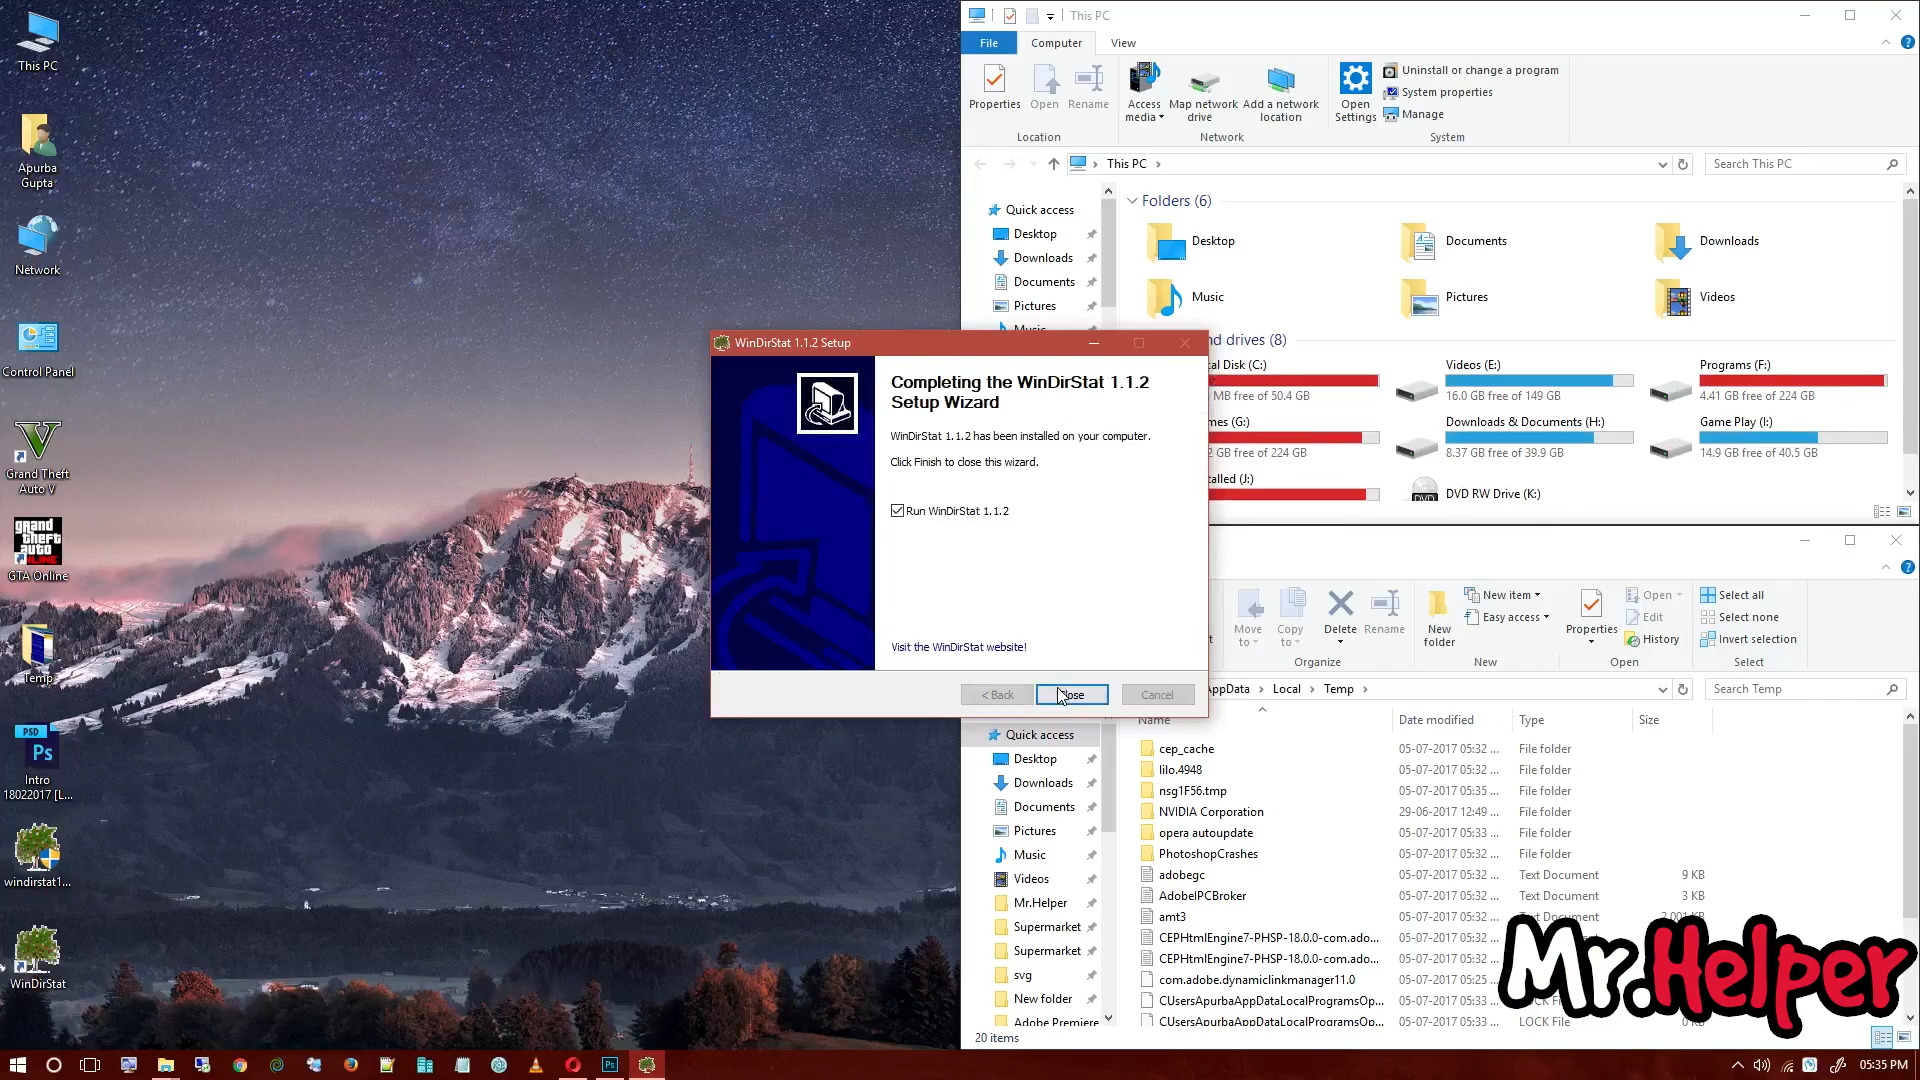 This PC
Apurba
Gupta
Network
Control Panel
Grand Theft
Auto V
grand
theft
auto
GTA Online
Temp
PSD
Ps
Intro
18022017 [L...
windirstat1...
WinDirStat
This PC
File
Computer
View
Properties
Open
Rename
Location
Access
media
Map network
drive
Add a network
location
Network
Open
Settings
Uninstall or change a program
System properties
Manage
System
This PC
Search This PC
Quick access
Desktop
Downloads
Documents
Pictures
Folders (6)
Desktop
Documents
Downloads
Music
Pictures
Videos
nd drives (8)
cal Disk (C:)
MB free of 50.4 GB
Videos (E:)
16.0 GB free of 149 GB
Programs (F:)
4.41 GB free of 224 GB
mes (G:)
2 GB free of 224 GB
Downloads & Documents (H:)
8.37 GB free of 39.9 GB
Game Play (I:)
14.9 GB free of 40.5 GB
talled (J:)
DVD RW Drive (K:)
WinDirStat 1.1.2 Setup
Completing the WinDirStat 1.1.2
Setup Wizard
WinDirStat 1.1.2 has been installed on your computer.
Click Finish to close this wizard.
Run WinDirStat 1.1.2
Visit the WinDirStat website!
< Back
Close
Cancel
Move
to
Copy
to
Delete
Rename
Organize
New
folder
New item
Easy access
New
Properties
Open
Edit
History
Open
Select all
Select none
Invert selection
Select
AppData > Local > Temp >
Search Temp
Name
Date modified
Type
Size
Quick access
Desktop
Downloads
Documents
Pictures
Music
Videos
Mr.Helper
Supermarket
Supermarket
svg
New folder
Adobe Premiere
cep_cache 05-07-2017 05:32 ... File folder
lilo.4948 05-07-2017 05:32 ... File folder
nsg1F56.tmp 05-07-2017 05:35 ... File folder
NVIDIA Corporation 29-06-2017 12:49 ... File folder
opera autoupdate 05-07-2017 05:33 ... File folder
PhotoshopCrashes 05-07-2017 05:32 ... File folder
adobegc 05-07-2017 05:32 ... Text Document 9 KB
AdobeIPCBroker 05-07-2017 05:32 ... Text Document 3 KB
amt3 05-07-2017 05:32 ... Text Document 2,001 KB
CEPHtmlEngine7-PHSP-18.0.0-com.ado... 05-07-2017 05:32 ...
CEPHtmlEngine7-PHSP-18.0.0-com.ado... 05-07-2017 05:32 ...
com.adobe.dynamiclinkmanager11.0 05-07-2017 05:25 ...
CUsersApurbaAppDataLocalProgramsOp... 05-07-2017 05:33 ...
CUsersApurbaAppDataLocalProgramsOp... 05-07-2017 05:33 ... LOCK File
20 items
Mr.Helper
05:35 PM